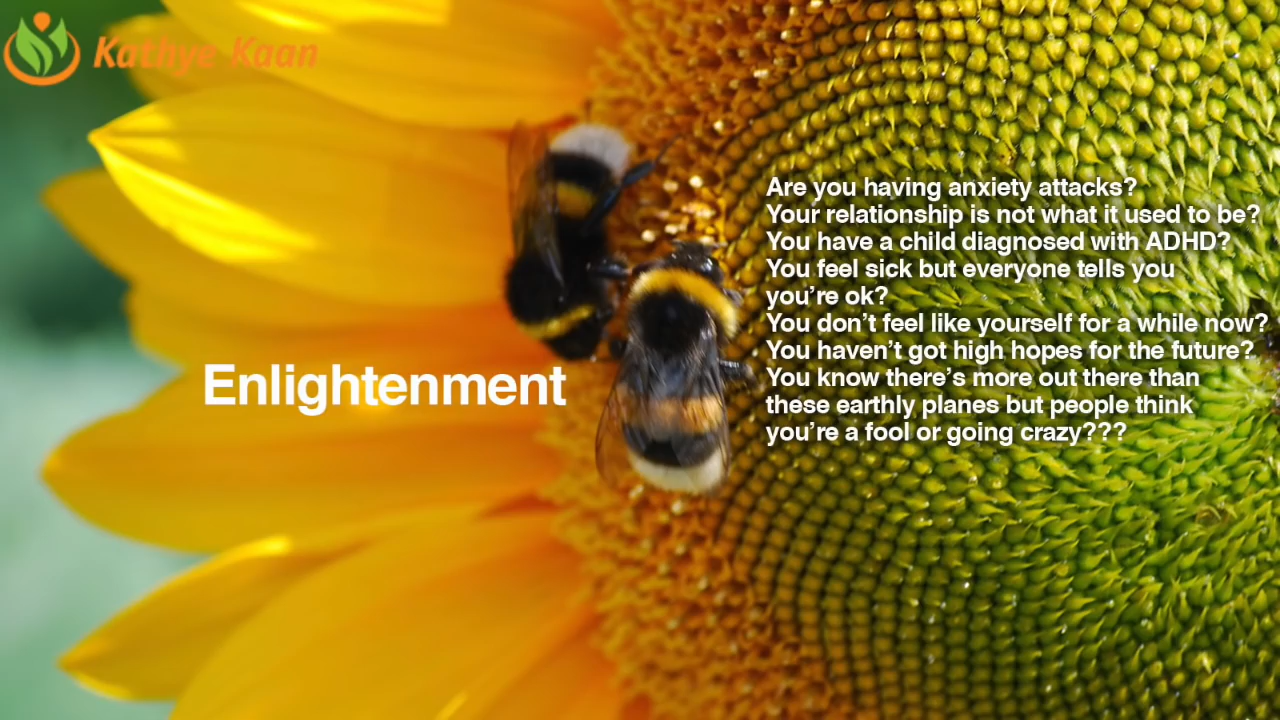 Kathye Kaan
Enlightenment
Are you having anxiety attacks?
Your relationship is not what it used to be?
You have a child diagnosed with ADHD?
You feel sick but everyone tells you
you’re ok?
You don’t feel like yourself for a while now?
You haven’t got high hopes for the future?
You know there’s more out there than
these earthly planes but people think
you’re a fool or going crazy???